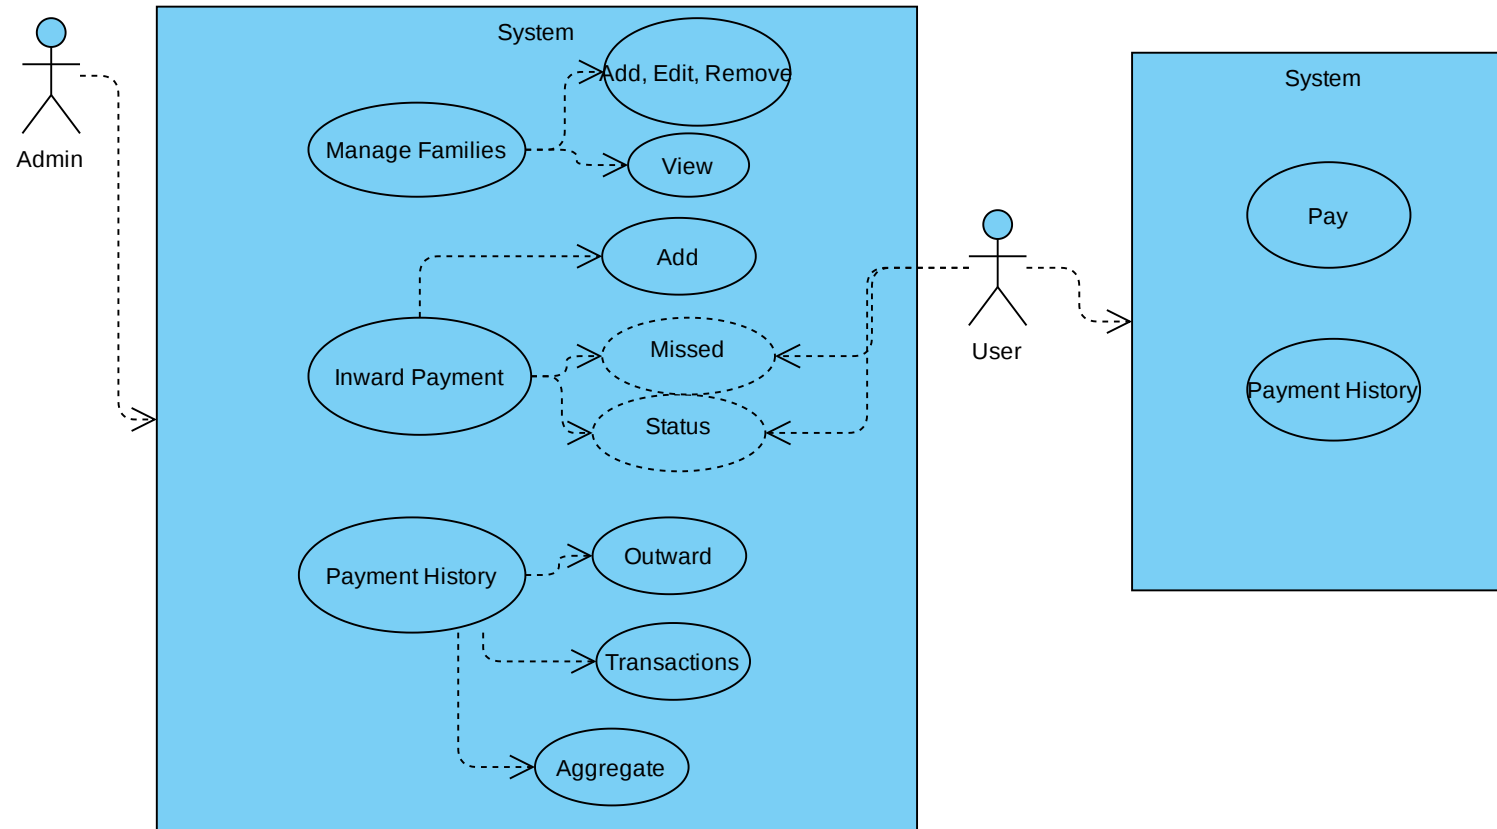 System
Add, Edit, Remove
System
Manage Families
Admin
View
Pay
Add
Missed
User
Inward Payment
Payment History
Status
Outward
Payment History
Transactions
Aggregate